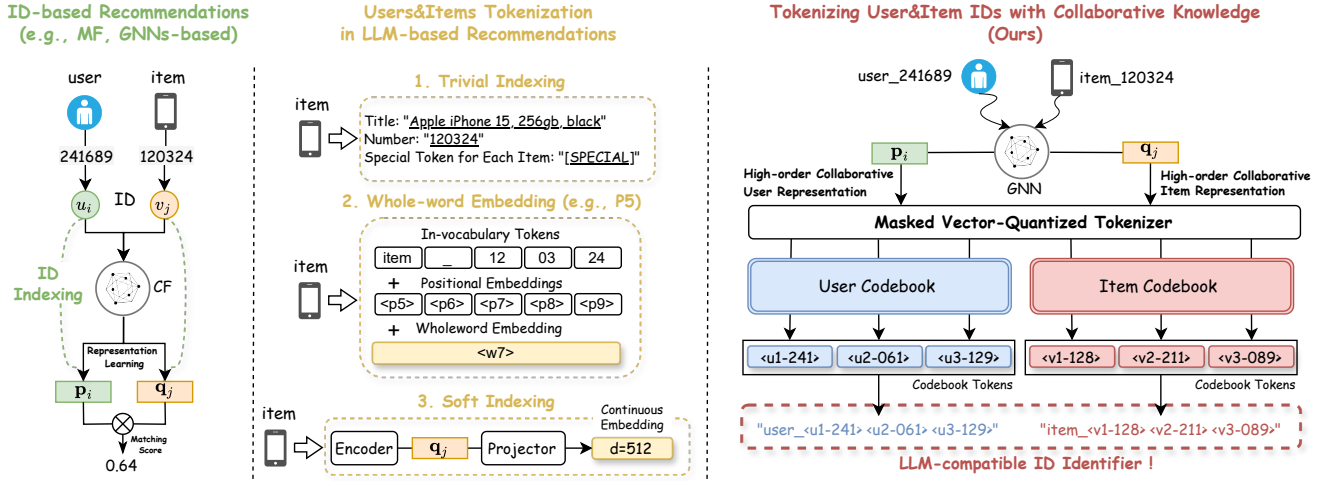 ID-based Recommendations
(e.g., MF, GNNs-based)
user
item
241689
120324
u_i
ID
v_j
ID
Indexing
CF
Representation
Learning
p_i
q_j
Matching
Score
0.64
Users&Items Tokenization
in LLM-based Recommendations
1. Trivial Indexing
item
Title: "Apple iPhone 15, 256gb, black"
Number: "120324"
Special Token for Each Item: "[SPECIAL]"
2. Whole-word Embedding (e.g., P5)
item
In-vocabulary Tokens
item _ 12 03 24
+ Positional Embeddings
<p5> <p6> <p7> <p8> <p9>
+ Wholeword Embedding
<w7>
3. Soft Indexing
item
Continuous
Embedding
Encoder q_j Projector d=512
Tokenizing User&Item IDs with Collaborative Knowledge
(Ours)
user_241689
item_120324
p_i
q_j
GNN
High-order Collaborative
User Representation
High-order Collaborative
Item Representation
Masked Vector-Quantized Tokenizer
User Codebook
Item Codebook
<u1-241> <u2-061> <u3-129>
<v1-128> <v2-211> <v3-089>
Codebook Tokens
Codebook Tokens
"user_<u1-241> <u2-061> <u3-129>"
"item_<v1-128> <v2-211> <v3-089>"
LLM-compatible ID Identifier !